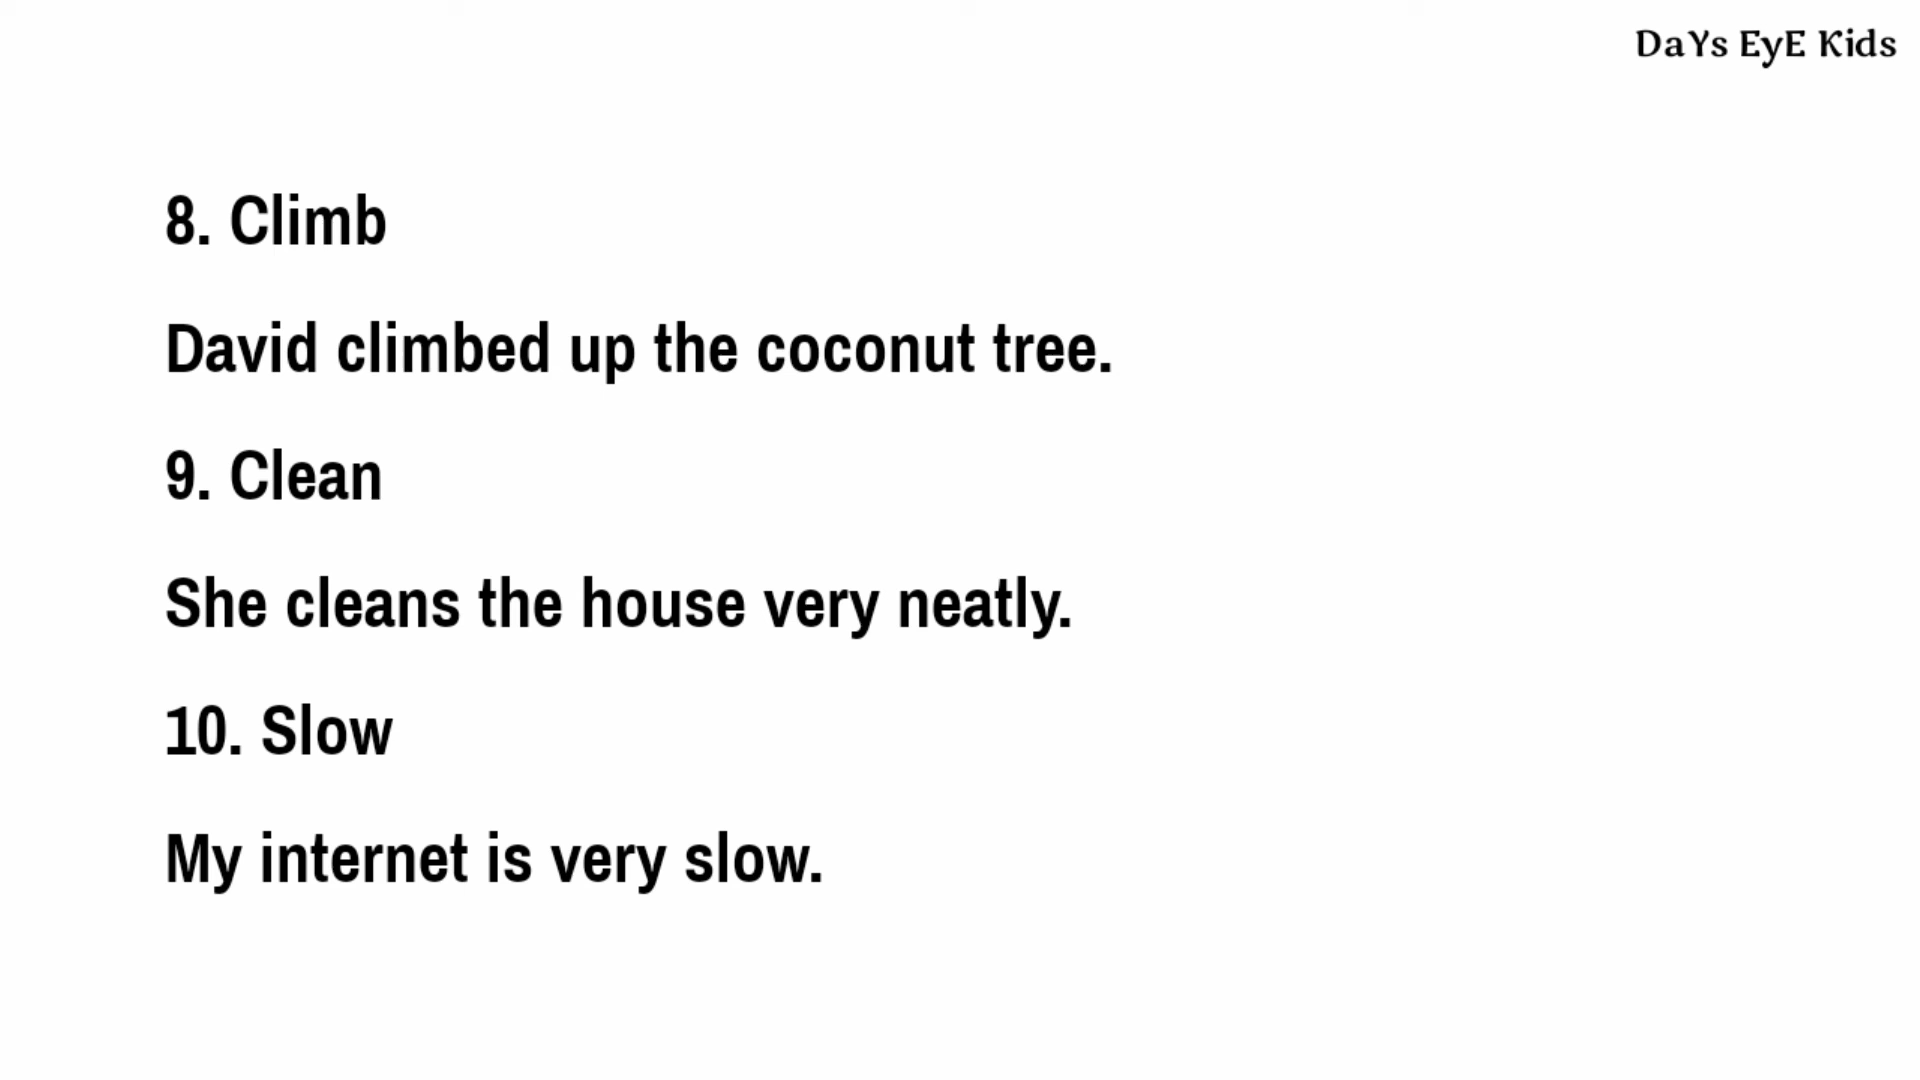 DaYs EyE Kids
8. Climb
David climbed up the coconut tree.
9. Clean
She cleans the house very neatly.
10. Slow
My internet is very slow.